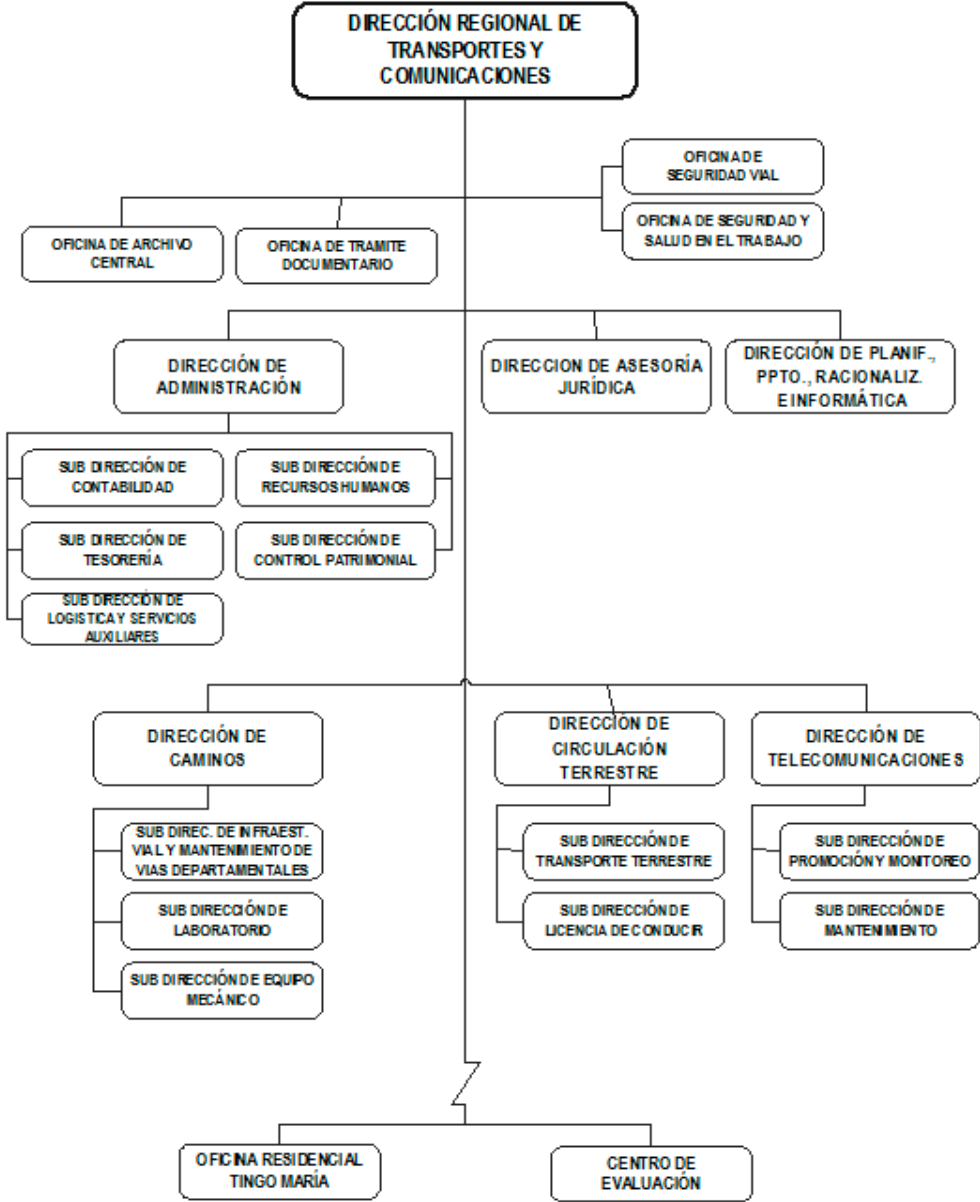 DIRECCIÓN REGIONAL DE
TRANSPORTES Y
COMUNICACIONES
OFICINA DE
SEGURIDAD VIAL
OFICINA DE SEGURIDAD Y
SALUD EN EL TRABAJO
OFICINA DE ARCHIVO
CENTRAL
OFICINA DE TRAMITE
DOCUMENTARIO
DIRECCIÓN DE
ADMINISTRACIÓN
DIRECCION DE ASESORÍA
JURÍDICA
DIRECCIÓN DE PLANIF.,
PPTO., RACIONALIZ.
E INFORMÁTICA
SUB DIRECCIÓN DE
CONTABILIDAD
SUB DIRECCIÓN DE
RECURSOS HUMANOS
SUB DIRECCIÓN DE
TESORERÍA
SUB DIRECCIÓN DE
CONTROL PATRIMONIAL
SUB DIRECCIÓN DE
LOGISTICA Y SERVICIOS
AUXILIARES
DIRECCIÓN DE
CAMINOS
DIRECCIÓN DE
CIRCULACIÓN
TERRESTRE
DIRECCIÓN DE
TELECOMUNICACIONES
SUB DIREC. DE INFRAEST.
VIAL Y MANTENIMIENTO DE
VIAS DEPARTAMENTALES
SUB DIRECCIÓN DE
LABORATORIO
SUB DIRECCIÓN DE EQUIPO
MECÁNICO
SUB DIRECCIÓN DE
TRANSPORTE TERRESTRE
SUB DIRECCIÓN DE
LICENCIA DE CONDUCIR
SUB DIRECCIÓN DE
PROMOCIÓN Y MONITOREO
SUB DIRECCIÓN DE
MANTENIMIENTO
OFICINA RESIDENCIAL
TINGO MARÍA
CENTRO DE
EVALUACIÓN